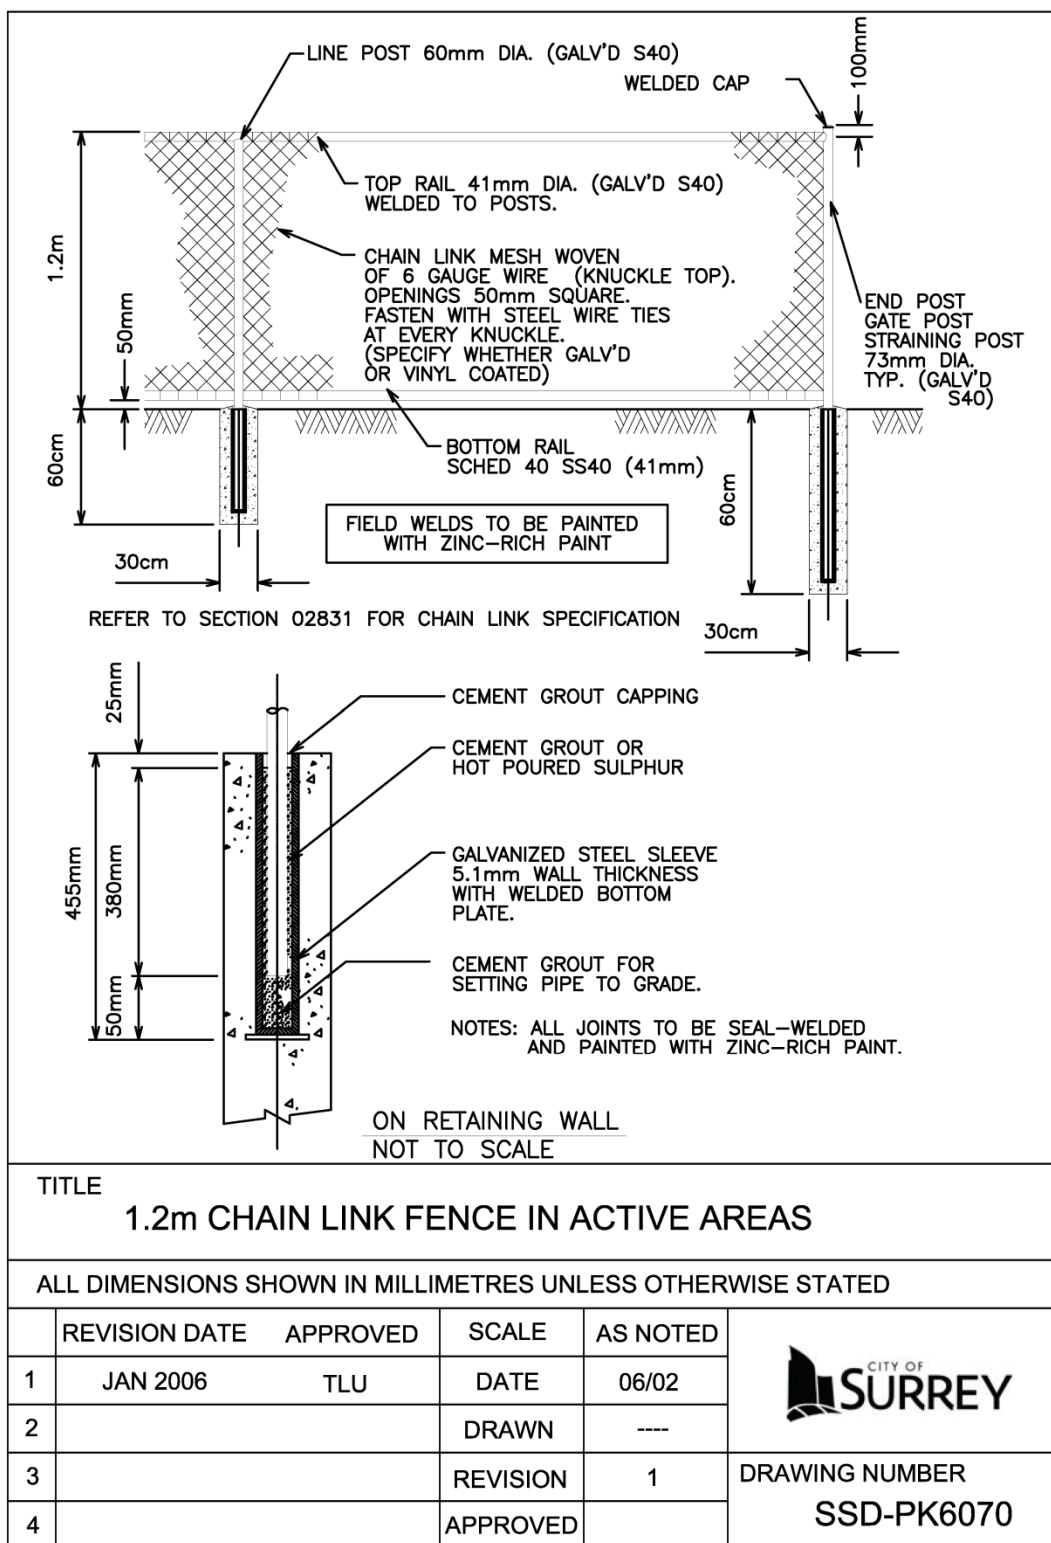 LINE POST 60mm DIA. (GALV'D S40)
WELDED CAP
100mm
TOP RAIL 41mm DIA. (GALV'D S40)
WELDED TO POSTS.
1.2m
CHAIN LINK MESH WOVEN
OF 6 GAUGE WIRE (KNUCKLE TOP).
OPENINGS 50mm SQUARE.
FASTEN WITH STEEL WIRE TIES
AT EVERY KNUCKLE.
(SPECIFY WHETHER GALV'D
OR VINYL COATED)
END POST
GATE POST
STRAINING POST
73mm DIA.
TYP. (GALV'D
S40)
50mm
60cm
BOTTOM RAIL
SCHED 40 SS40 (41mm)
60cm
FIELD WELDS TO BE PAINTED
WITH ZINC-RICH PAINT
30cm
REFER TO SECTION 02831 FOR CHAIN LINK SPECIFICATION
30cm
25mm
CEMENT GROUT CAPPING
CEMENT GROUT OR
HOT POURED SULPHUR
455mm
380mm
GALVANIZED STEEL SLEEVE
5.1mm WALL THICKNESS
WITH WELDED BOTTOM
PLATE.
50mm
CEMENT GROUT FOR
SETTING PIPE TO GRADE.
NOTES: ALL JOINTS TO BE SEAL-WELDED
AND PAINTED WITH ZINC-RICH PAINT.
ON RETAINING WALL
NOT TO SCALE
TITLE
1.2m CHAIN LINK FENCE IN ACTIVE AREAS
ALL DIMENSIONS SHOWN IN MILLIMETRES UNLESS OTHERWISE STATED
REVISION DATE APPROVED SCALE AS NOTED
1 JAN 2006 TLU DATE 06/02
2 DRAWN ----
3 REVISION 1
4 APPROVED
CITY OF
SURREY
DRAWING NUMBER
SSD-PK6070